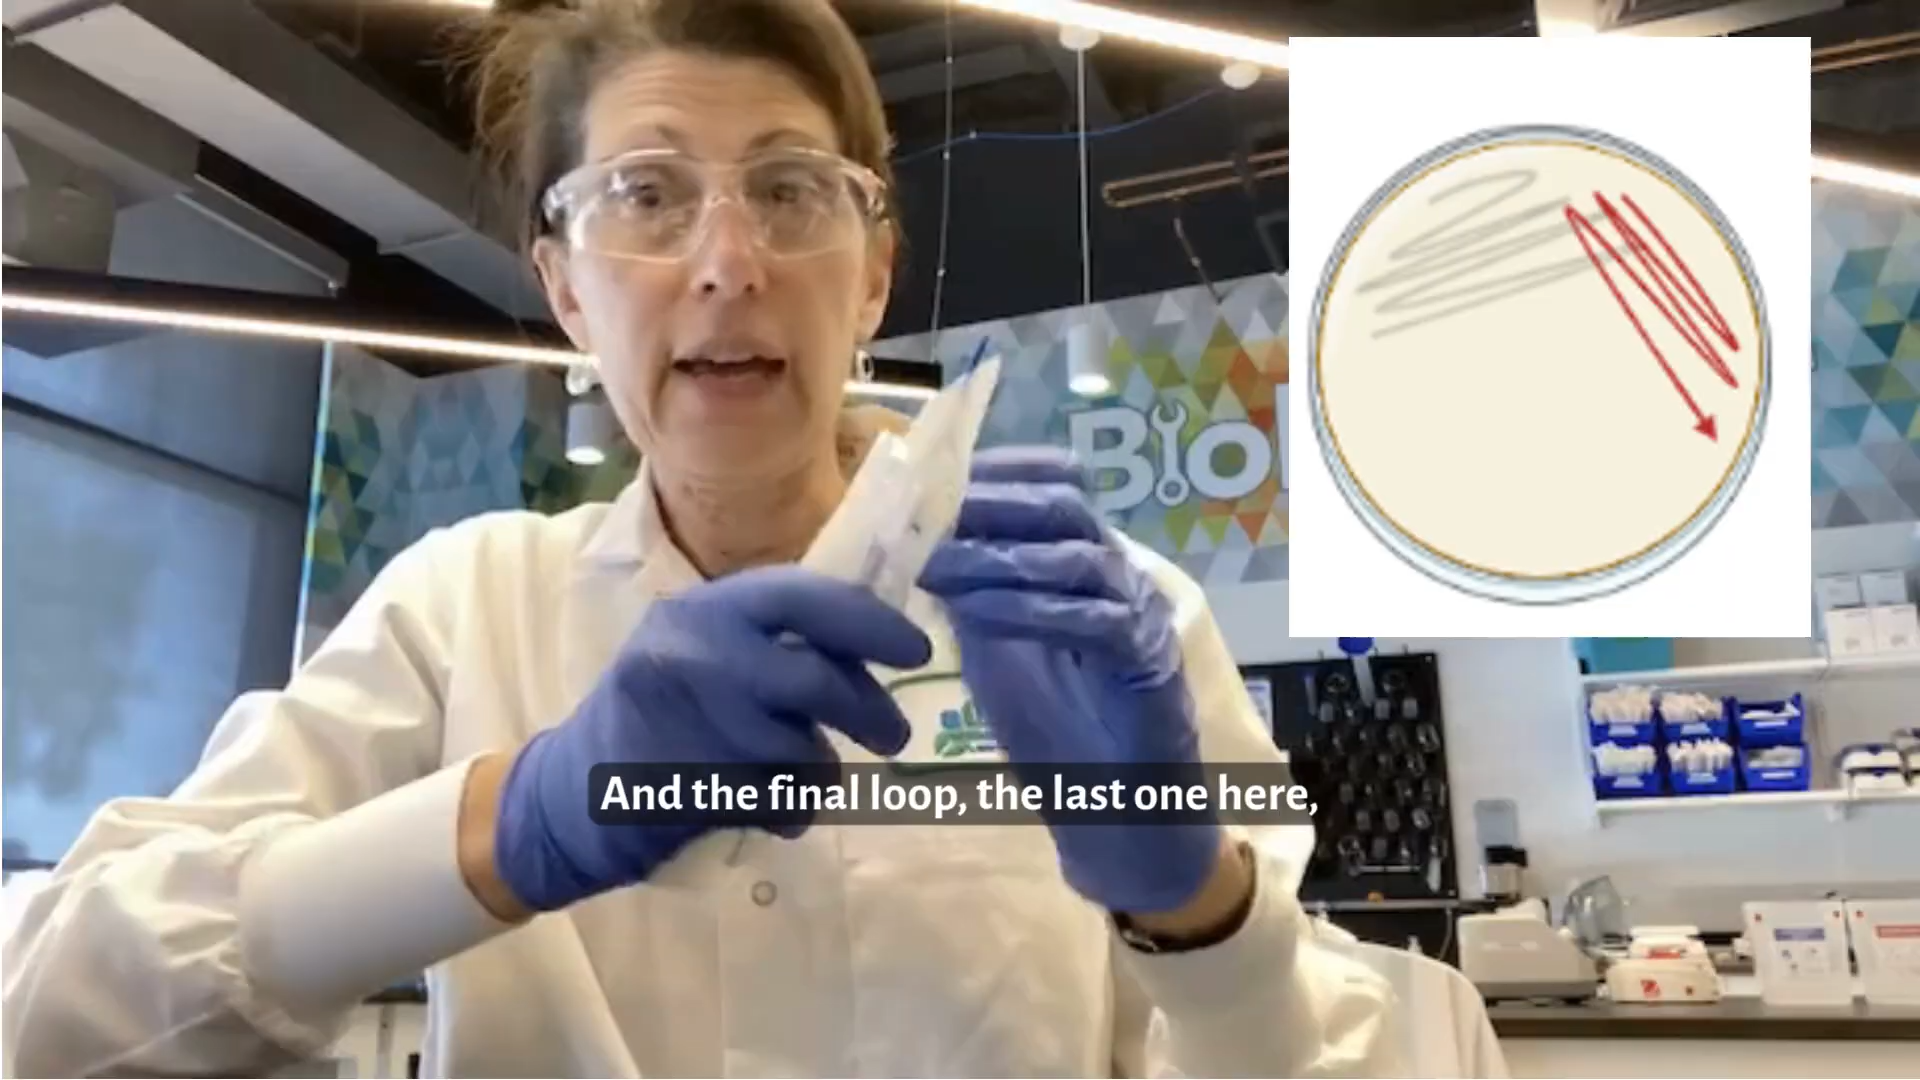 Bio
And the final loop, the last one here,